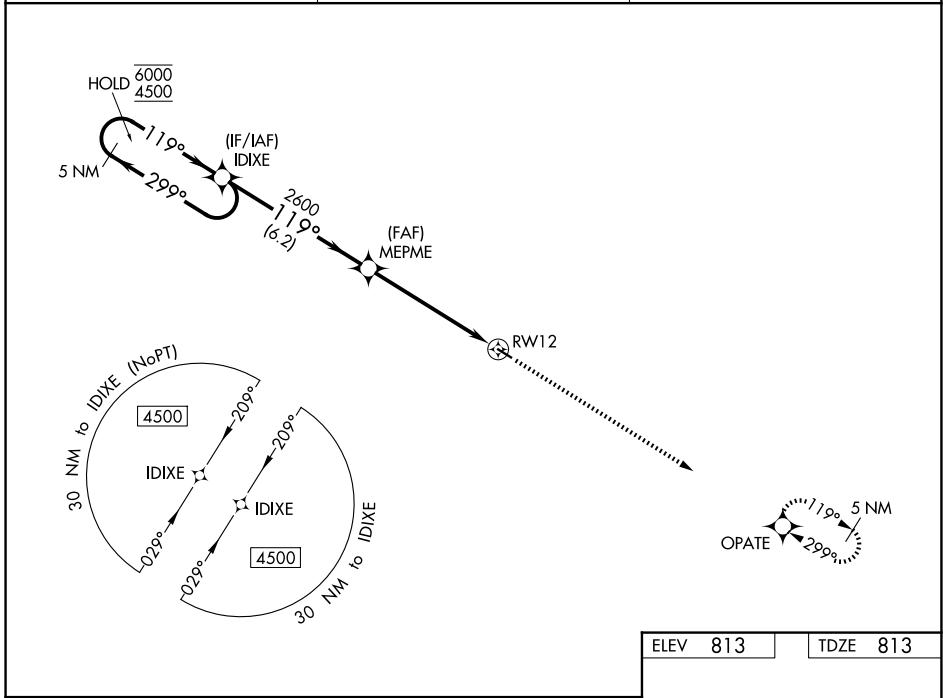 HOLD 6000
4500
119°
(IF/IAF)
IDIXE
5 NM
299°
2600
119°
(6.2)
(FAF)
MEPME
RW12
30 NM to IDIXE (NoPT)
4500
209°
IDIXE
029°
209°
IDIXE
4500
029°
30 NM to IDIXE
119°
5 NM
OPATE
299°
ELEV 813
TDZE 813